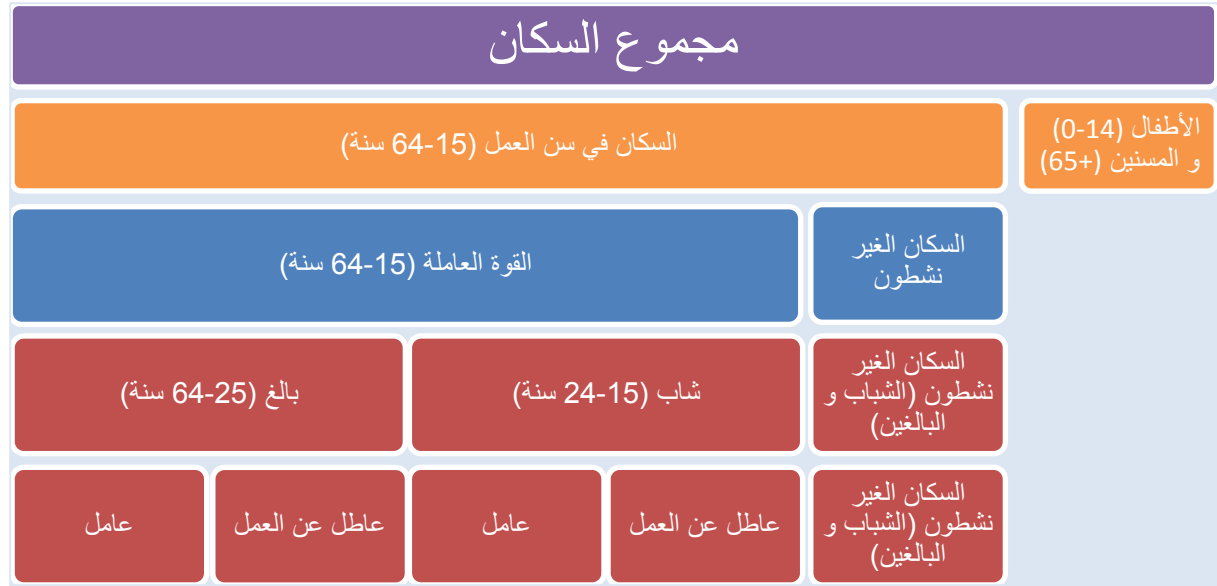 مجموع السكان
الأطفال (14-0)
و المسنين (+65)
السكان في سن العمل (15-64 سنة)
السكان الغير
نشطون
القوة العاملة (15-64 سنة)
السكان الغير
نشطون (الشباب و
البالغين)
شاب (15-24 سنة)
بالغ (25-64 سنة)
السكان الغير
نشطون (الشباب و
البالغين)
عاطل عن العمل
عامل
عاطل عن العمل
عامل